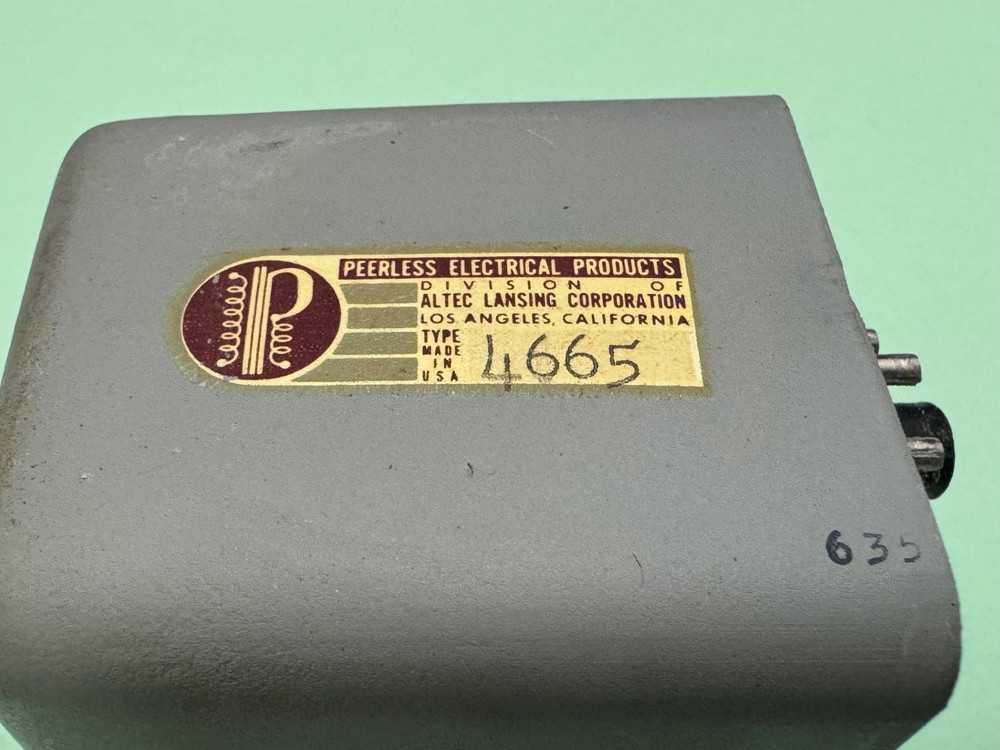 P
PEERLESS ELECTRICAL PRODUCTS
DIVISION OF
ALTEC LANSING CORPORATION
LOS ANGELES, CALIFORNIA
TYPE 4665
MADE
IN
USA
635